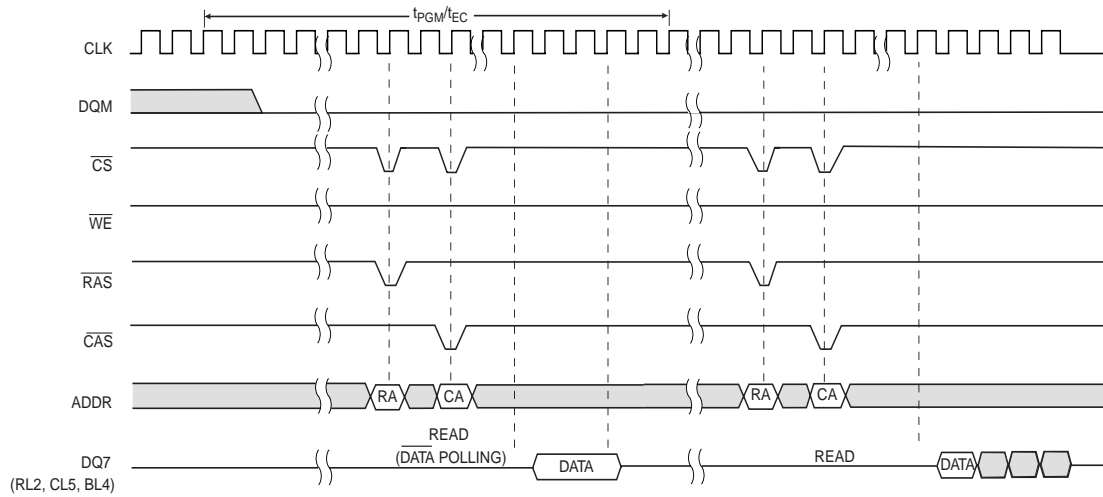 tPGM/tEC
CLK
DQM
CS
WE
RAS
CAS
ADDR RA CA RA CA
READ
(DATA POLLING)
DQ7 DATA READ DATA
(RL2, CL5, BL4)